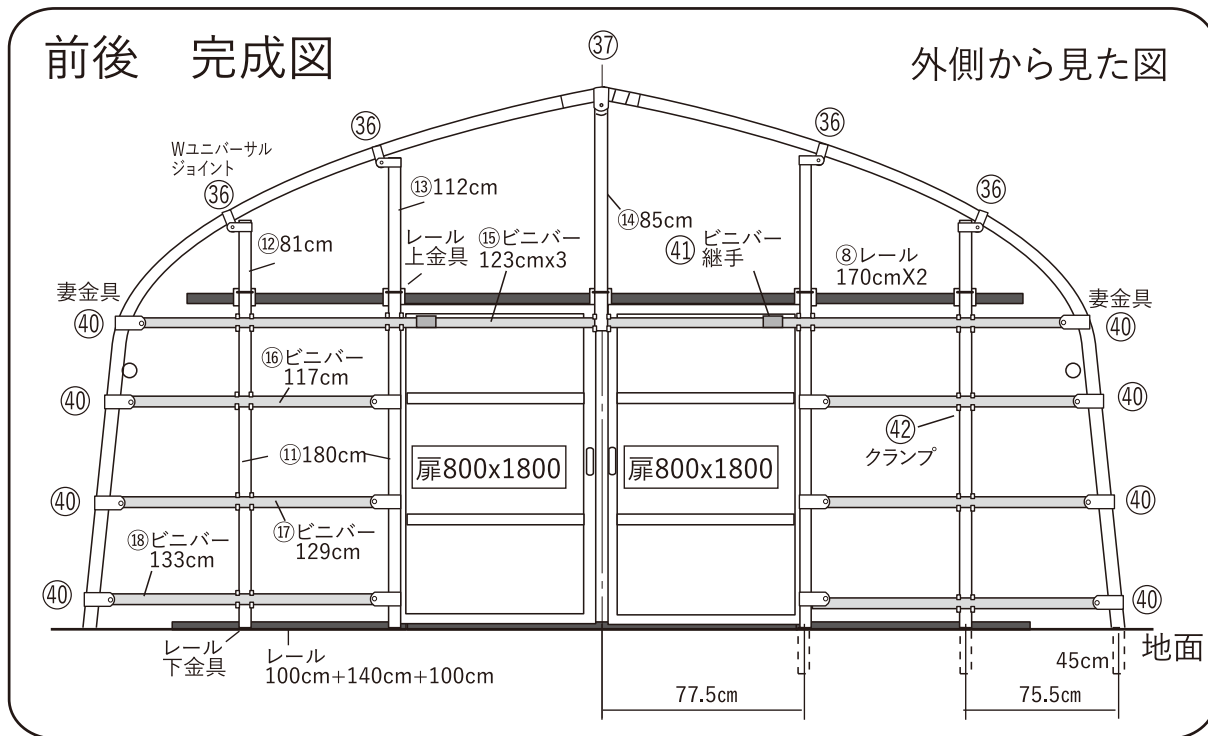 前後 完成図
外側から見た図
㊲
㊱
㊱
Wユニバーサル
ジョイント
㊱
㊱
⑬112cm
⑫81cm
⑭85cm
レール
上金具
⑮ビニバー
123cmx3
㊶
ビニバー
継手
⑧レール
170cmX2
妻金具
妻金具
㊵
㊵
⑯ビニバー
117cm
㊵
㊵
㊷
クランプ
⑪180cm
扉800x1800
扉800x1800
㊵
㊵
⑰ビニバー
129cm
⑱ビニバー
133cm
㊵
㊵
レール
下金具
レール
100cm+140cm+100cm
地面
45cm
77.5㎝
75.5㎝